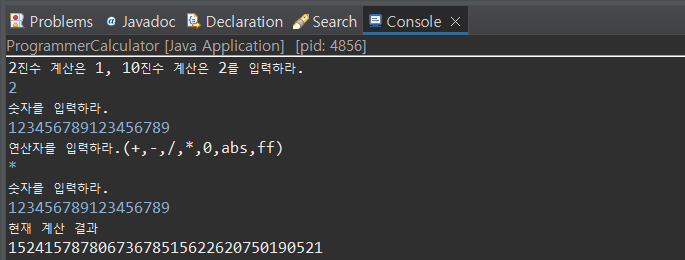 Problems Javadoc Declaration Search Console
ProgrammerCalculator [Java Application] [pid: 4856]
2진수 계산은 1, 10진수 계산은 2를 입력하라.
2
숫자를 입력하라.
123456789123456789
연산자를 입력하라.(+,-,/,*,0,abs,ff)
*
숫자를 입력하라.
123456789123456789
현재 계산 결과
15241578780673678515622620750190521